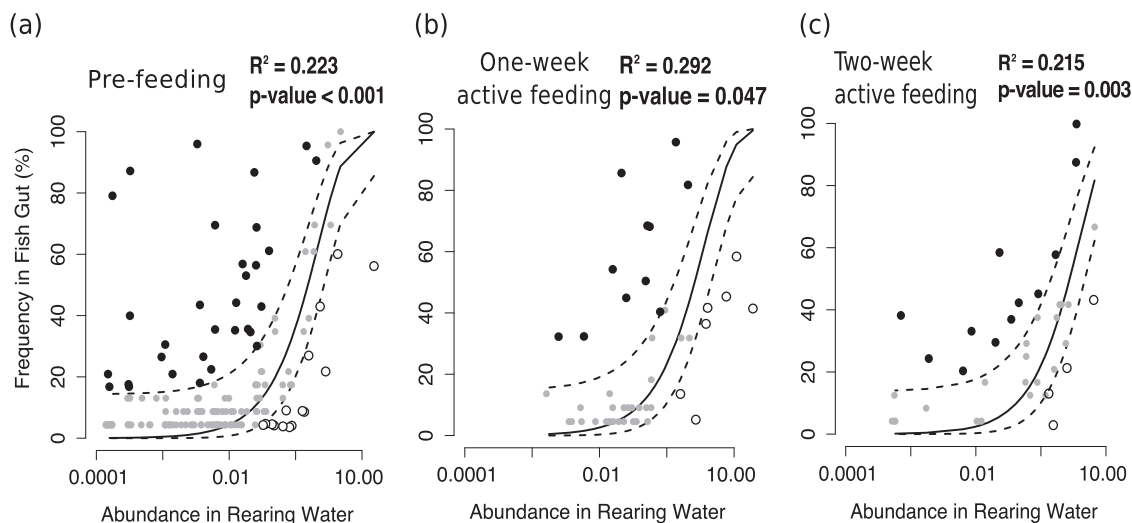 (a)
Pre-feeding
R² = 0.223
p-value < 0.001
Frequency in Fish Gut (%)
100
80
60
40
20
0
0.0001
0.01
10.00
Abundance in Rearing Water
(b)
One-week
active feeding
R² = 0.292
p-value = 0.047
100
80
60
40
20
0
0.0001
0.01
10.00
Abundance in Rearing Water
(c)
Two-week
active feeding
R² = 0.215
p-value = 0.003
100
80
60
40
20
0
0.0001
0.01
10.00
Abundance in Rearing Water